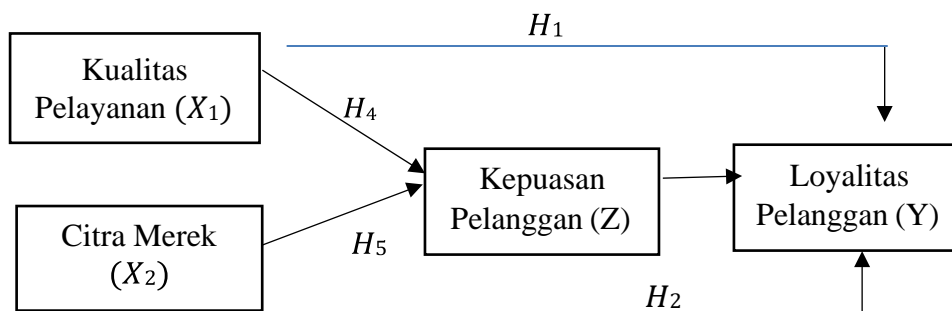 H1
Kualitas
Pelayanan (X1)
H4
Kepuasan
Pelanggan (Z)
Loyalitas
Pelanggan (Y)
Citra Merek
(X2)
H5
H2